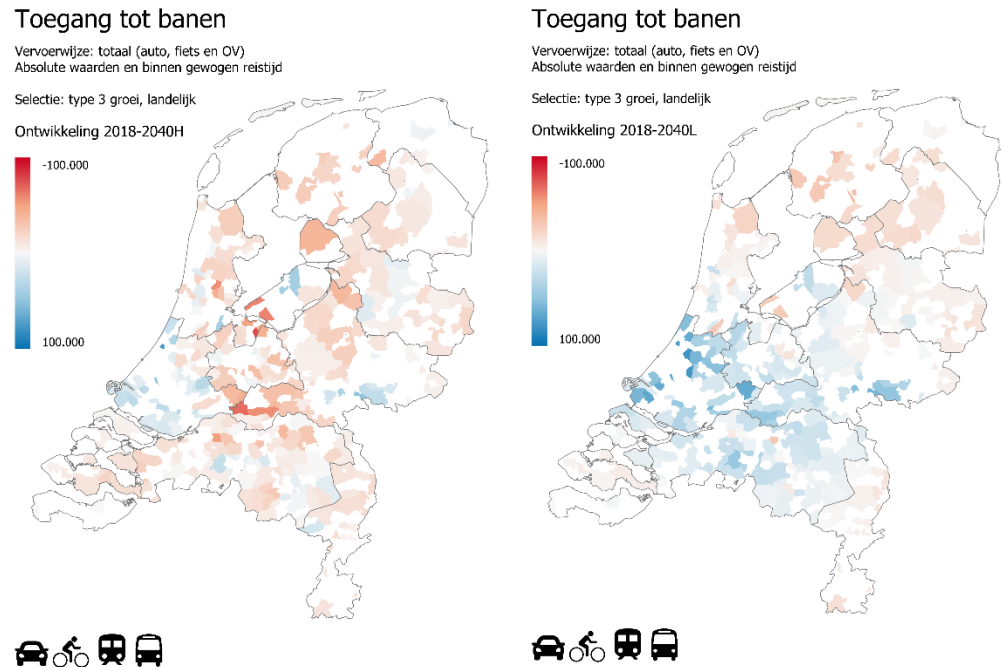 Toegang tot banen
Vervoerwijze: totaal (auto, fiets en OV)
Absolute waarden en binnen gewogen reistijd
Selectie: type 3 groei, landelijk
Ontwikkeling 2018-2040H
-100.000
100.000
Toegang tot banen
Vervoerwijze: totaal (auto, fiets en OV)
Absolute waarden en binnen gewogen reistijd
Selectie: type 3 groei, landelijk
Ontwikkeling 2018-2040L
-100.000
100.000